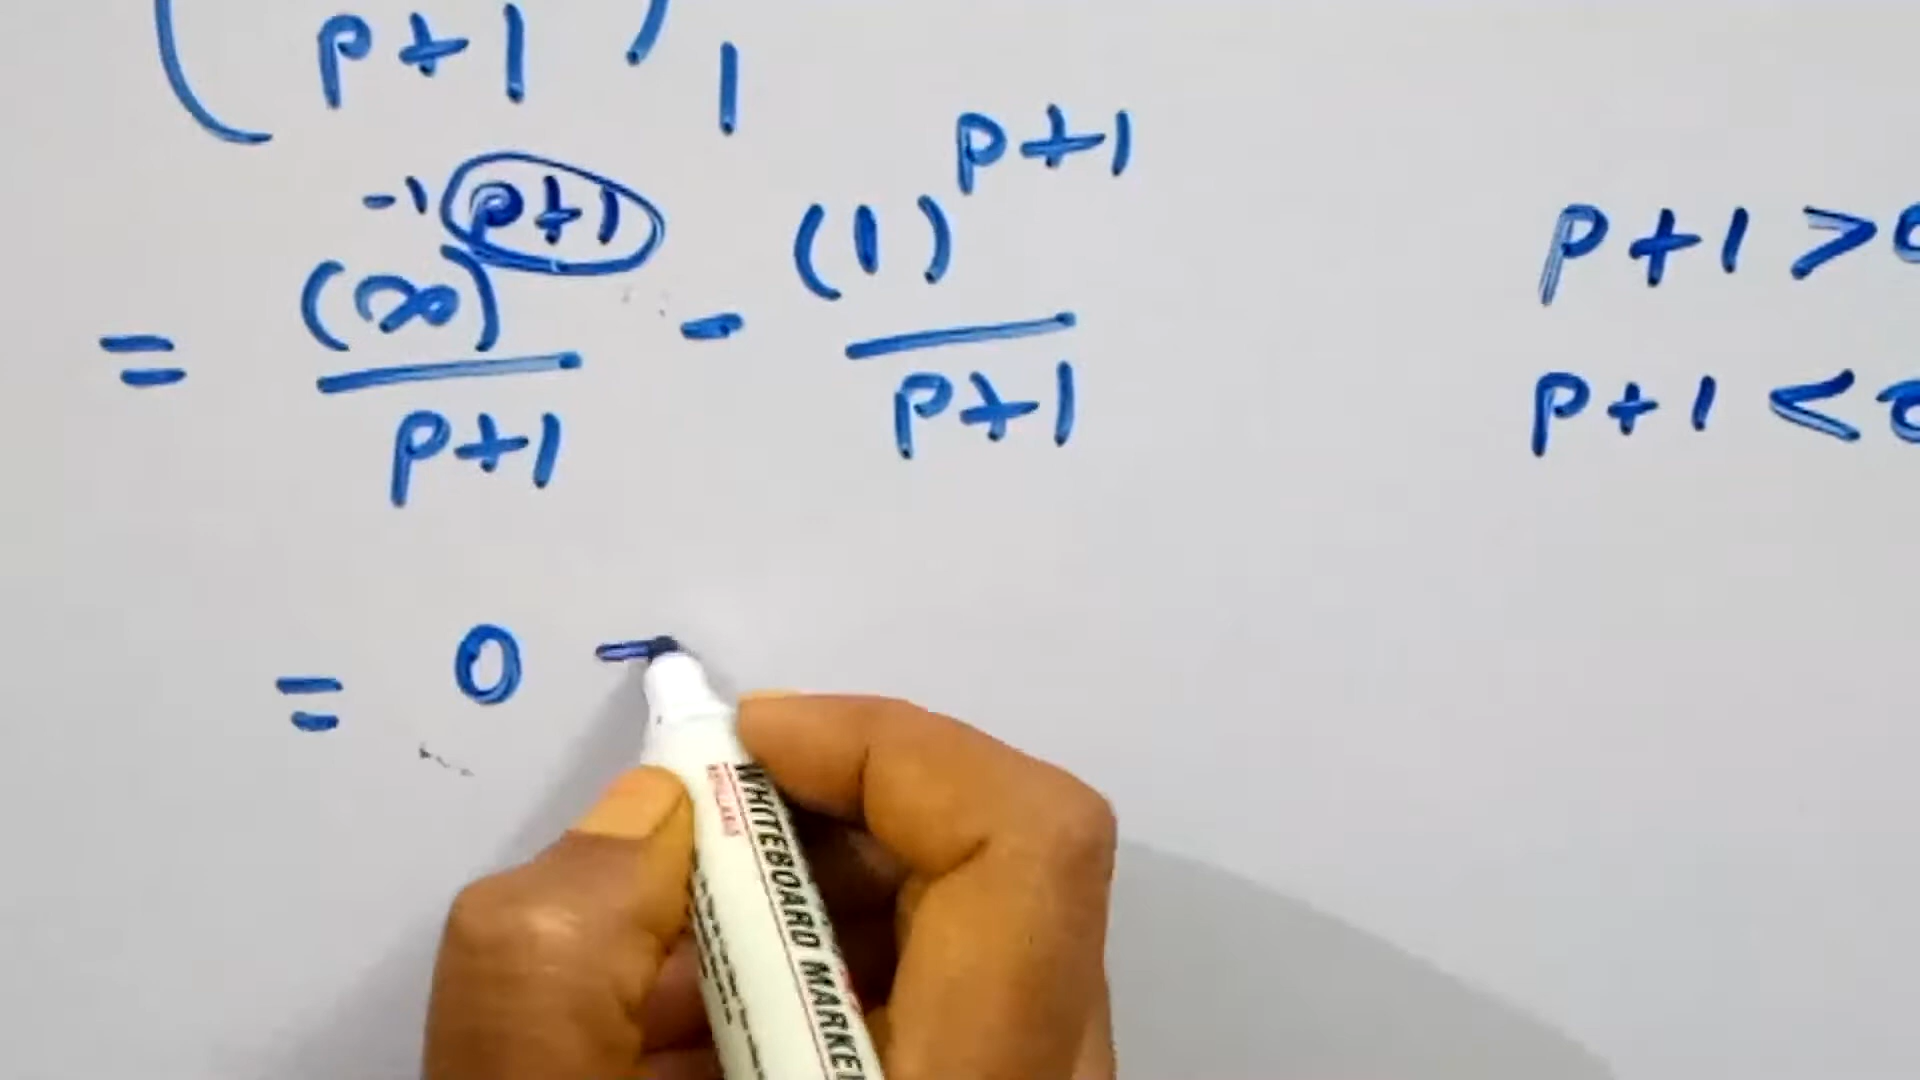 ( p+1 ) 1
= (∞)^-1 p+1 / p+1 - (1)^p+1 / p+1
p+1 >0
p+1 <0
= 0 -
WHITEBOARD MARKER